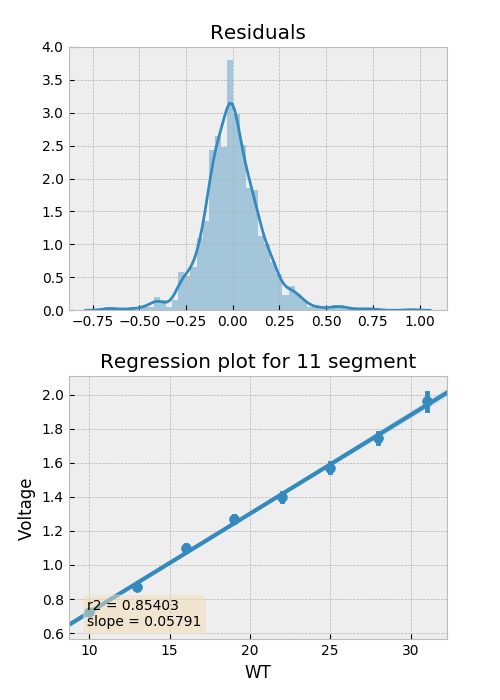 Residuals
4.0
3.5
3.0
2.5
2.0
1.5
1.0
0.5
0.0
−0.75 −0.50 −0.25 0.00 0.25 0.50 0.75 1.00
Regression plot for 11 segment
2.0
1.8
1.6
1.4
1.2
1.0
0.8
0.6
Voltage
r2 = 0.85403
slope = 0.05791
10 15 20 25 30
WT